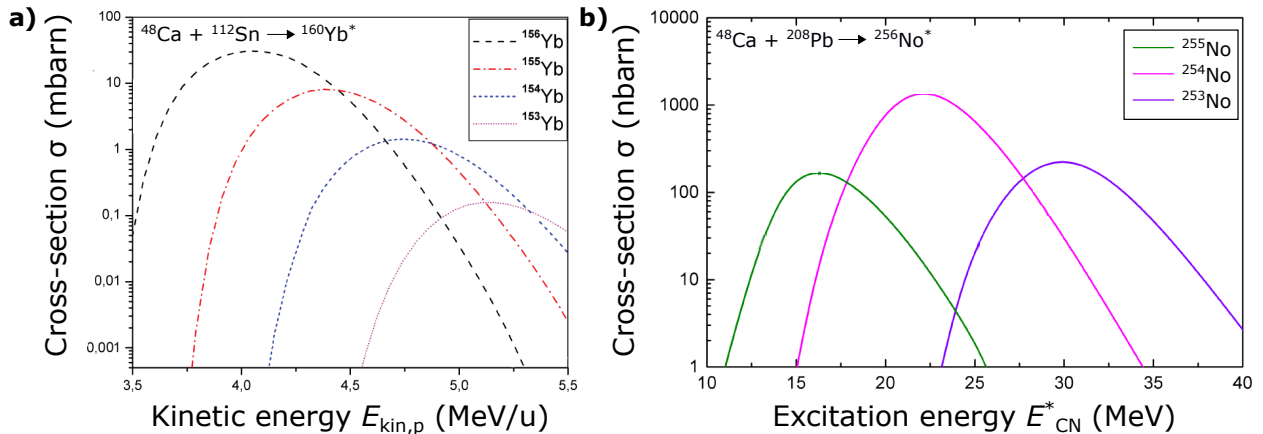 a)
⁴⁸Ca + ¹¹²Sn → ¹⁶⁰Yb*
¹⁵⁶Yb
¹⁵⁵Yb
¹⁵⁴Yb
¹⁵³Yb
Cross-section σ (mbarn)
100
10
1
0,1
0,01
0,001
3,5 4,0 4,5 5,0 5,5
Kinetic energy E_kin,p (MeV/u)
b)
⁴⁸Ca + ²⁰⁸Pb → ²⁵⁶No*
²⁵⁵No
²⁵⁴No
²⁵³No
Cross-section σ (nbarn)
10000
1000
100
10
1
10 15 20 25 30 35 40
Excitation energy E*_CN (MeV)